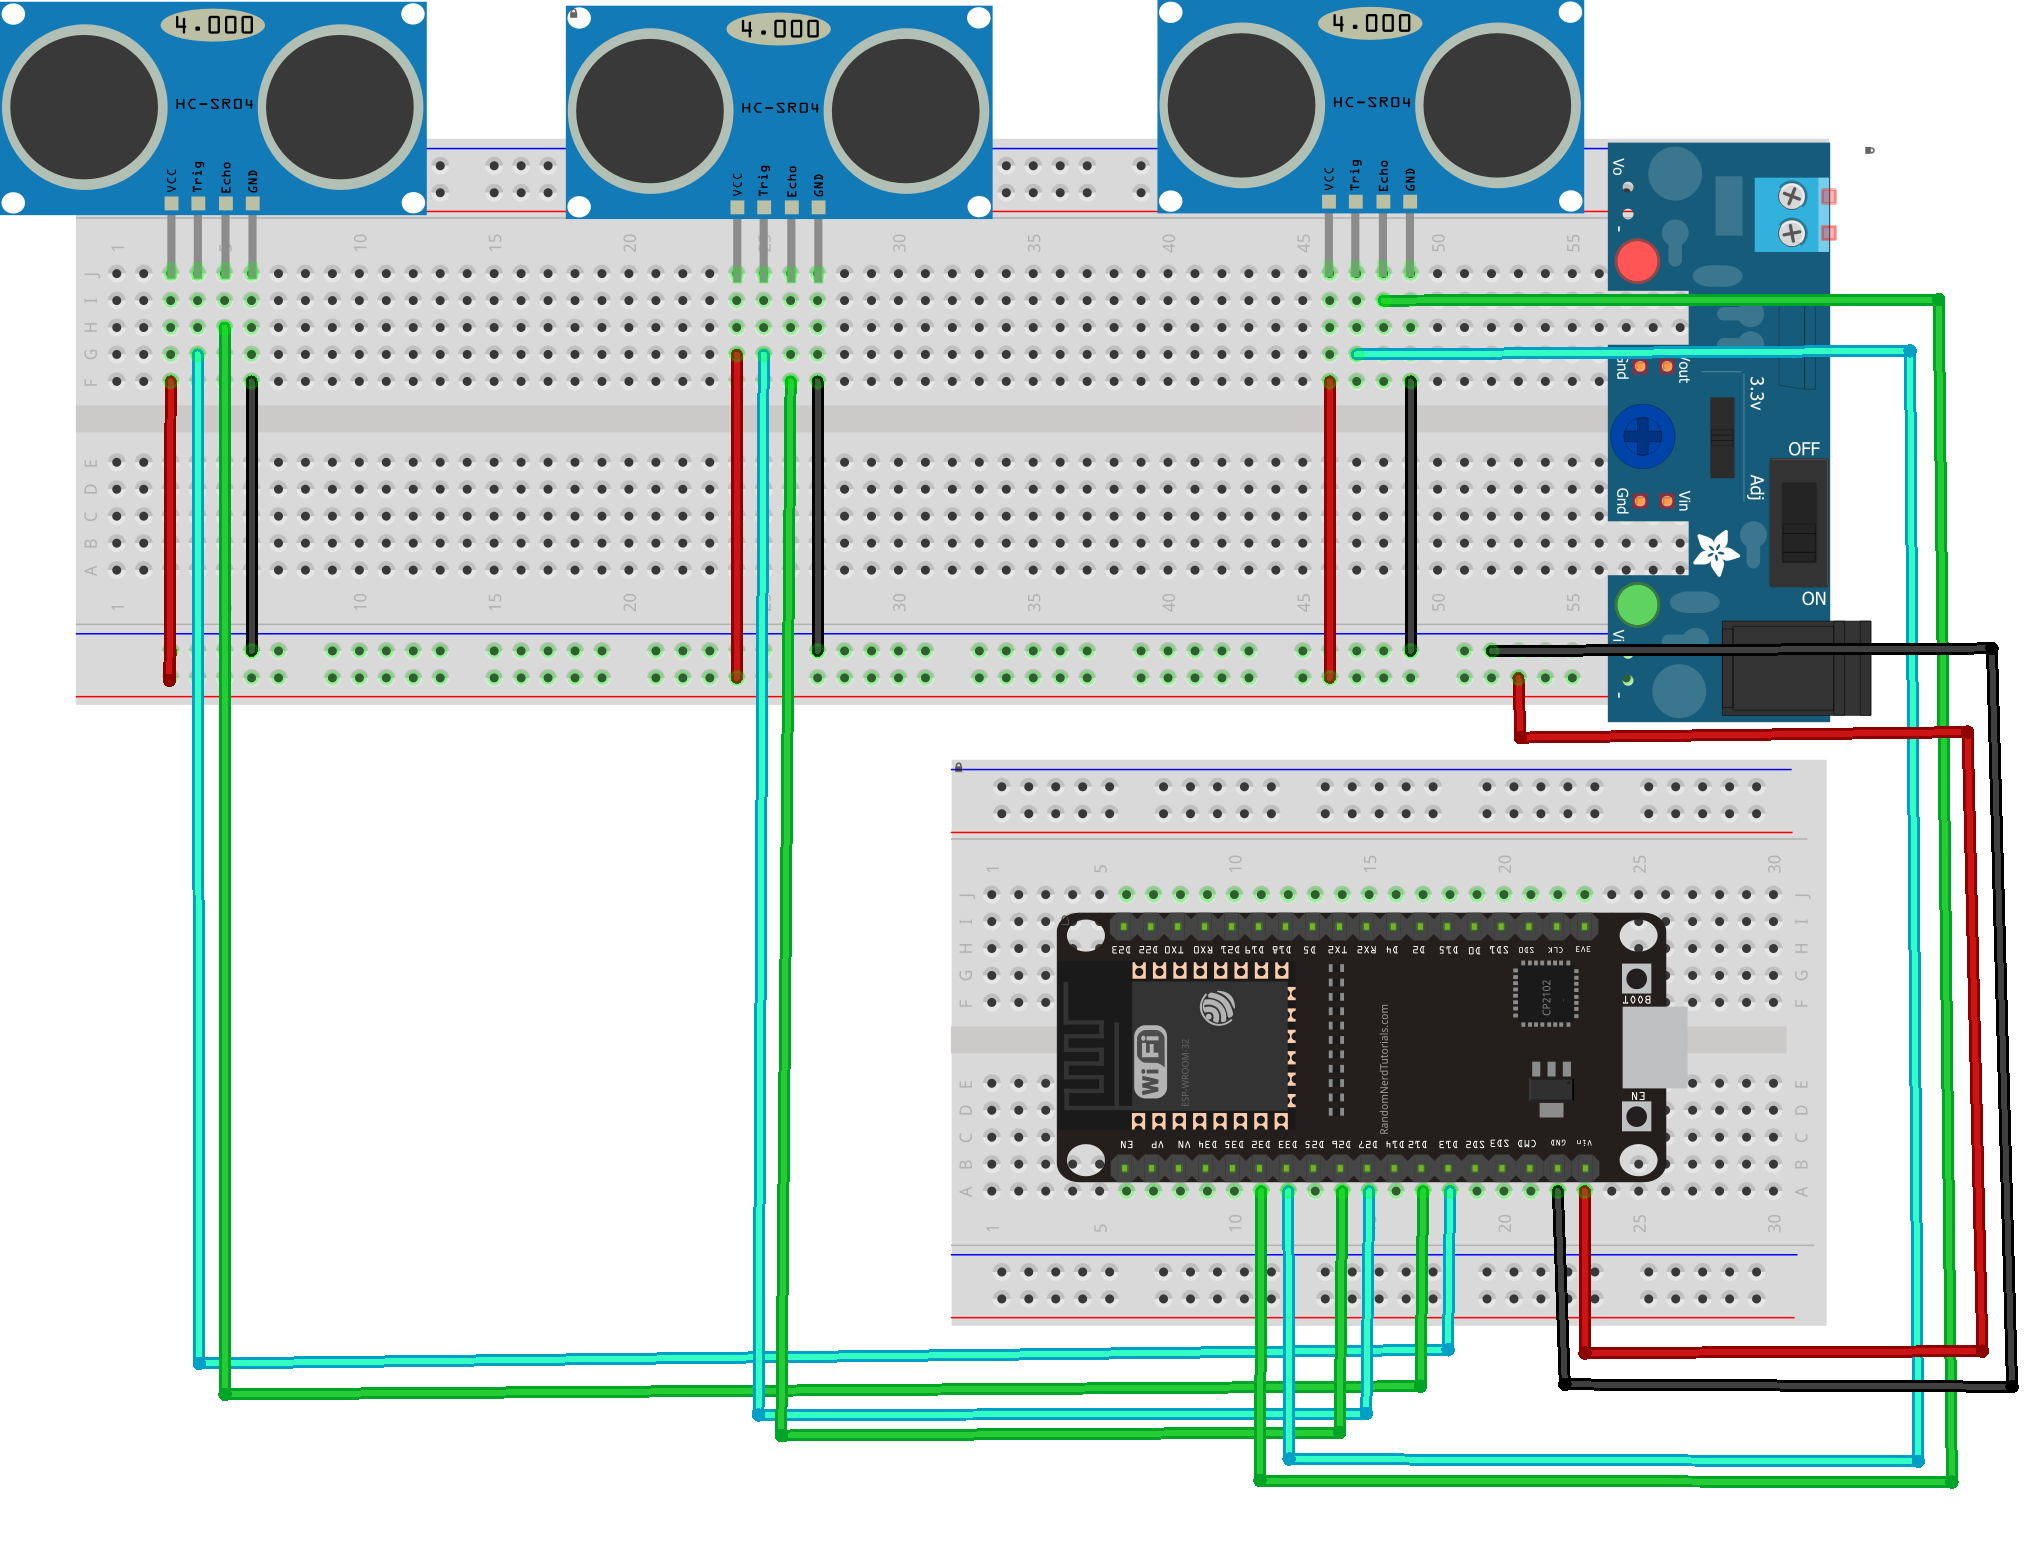 4.000
HC-SR04
VCC Trig Echo GND
4.000
HC-SR04
VCC Trig Echo GND
4.000
HC-SR04
VCC Trig Echo GND
Vo
-
1 5 10 15 20 25 30 35 40 45 50 55
J
I
H
G
F
Gnd Vout
3.3v
OFF
Adj
Gnd Vin
E
D
C
B
A
ON
1 10 15 20 25 30 35 40 45 50 55
Vi
-
1 5 10 15 20 25 30
J J
I I
H H
G G
F F
D23 D22 TX0 RX0 D21 D19 D18 D5 TX2 RX2 D4 D2 D15 D0 SD1 SD0 CLK 3V3
BOOT
CP2102
WiFi
ESP-WROOM-32
RandomNerdTutorials.com
E E
D D
C C
B B
A A
EN
EN VP VN D34 D35 D32 D33 D25 D26 D27 D14 D12 D13 SD2 SD3 CMD GND Vin
1 5 10 15 20 25 30